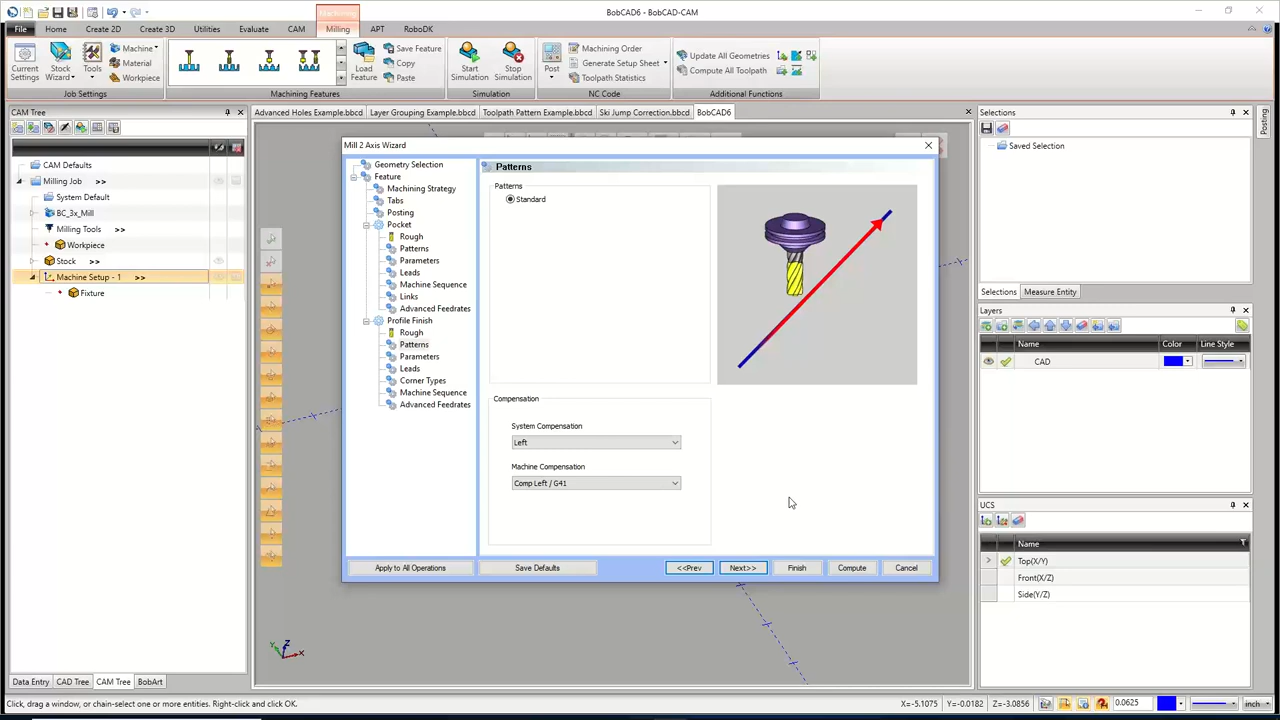 BobCAD6 - BobCAD-CAM
Machining
File Home Create 2D Create 3D Utilities Evaluate CAM Milling APT RoboDK
Current Settings
Stock Wizard
Tools
Machine
Material
Workpiece
Load Feature
Save Feature
Copy
Paste
Start Simulation
Stop Simulation
Post
Machining Order
Generate Setup Sheet
Toolpath Statistics
Update All Geometries
Compute All Toolpath
Job Settings
Machining Features
Simulation
NC Code
Additional Functions
CAM Tree
Advanced Holes Example.bbcd Layer Grouping Example.bbcd Toolpath Pattern Example.bbcd Ski Jump Correction.bbcd BobCAD6
CAM Defaults
Milling Job >>
System Default
BC_3x_Mill
Milling Tools >>
Workpiece
Stock >>
Machine Setup - 1 >>
Fixture
Mill 2 Axis Wizard
Geometry Selection
Feature
Machining Strategy
Tabs
Posting
Pocket
Rough
Patterns
Parameters
Leads
Machine Sequence
Links
Advanced Feedrates
Profile Finish
Rough
Patterns
Parameters
Leads
Corner Types
Machine Sequence
Advanced Feedrates
Patterns
Patterns
Standard
Compensation
System Compensation
Left
Machine Compensation
Comp Left / G41
Apply to All Operations Save Defaults <<Prev Next>> Finish Compute Cancel
Y Z X
Selections
Saved Selection
Selections Measure Entity
Layers
Name Color Line Style
CAD
UCS
Name
Top(X/Y)
Front(X/Z)
Side(Y/Z)
Posting
Data Entry CAD Tree CAM Tree BobArt
Click, drag a window, or chain-select one or more entities. Right-click and click OK.
X=-5.1075 Y=-0.0182 Z=-3.0856 0.0625 inch